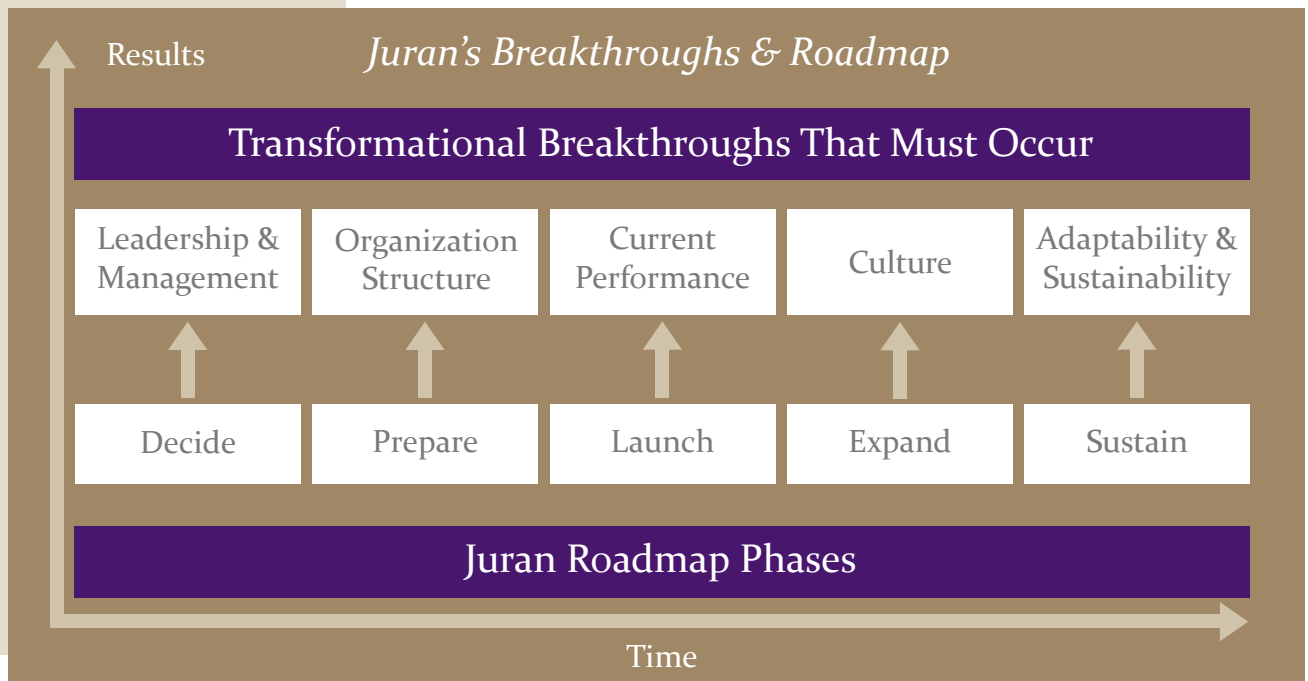 Results
Juran’s Breakthroughs & Roadmap
Transformational Breakthroughs That Must Occur
Leadership &
Management
Organization
Structure
Current
Performance
Culture
Adaptability &
Sustainability
Decide
Prepare
Launch
Expand
Sustain
Juran Roadmap Phases
Time